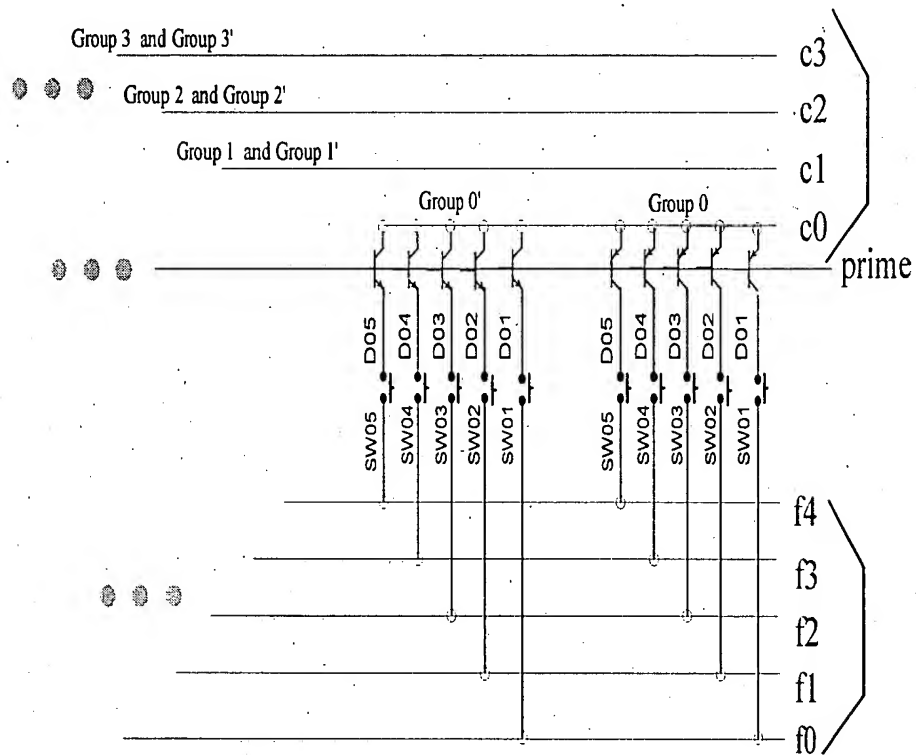 Group 3 and Group 3'
c3
Group 2 and Group 2'
c2
Group 1 and Group 1'
c1
Group 0'
Group 0
c0
prime
D05
D04
D03
D02
D01
D05
D04
D03
D02
D01
SW05
SW04
SW03
SW02
SW01
SW05
SW04
SW03
SW02
SW01
f4
f3
f2
f1
f0